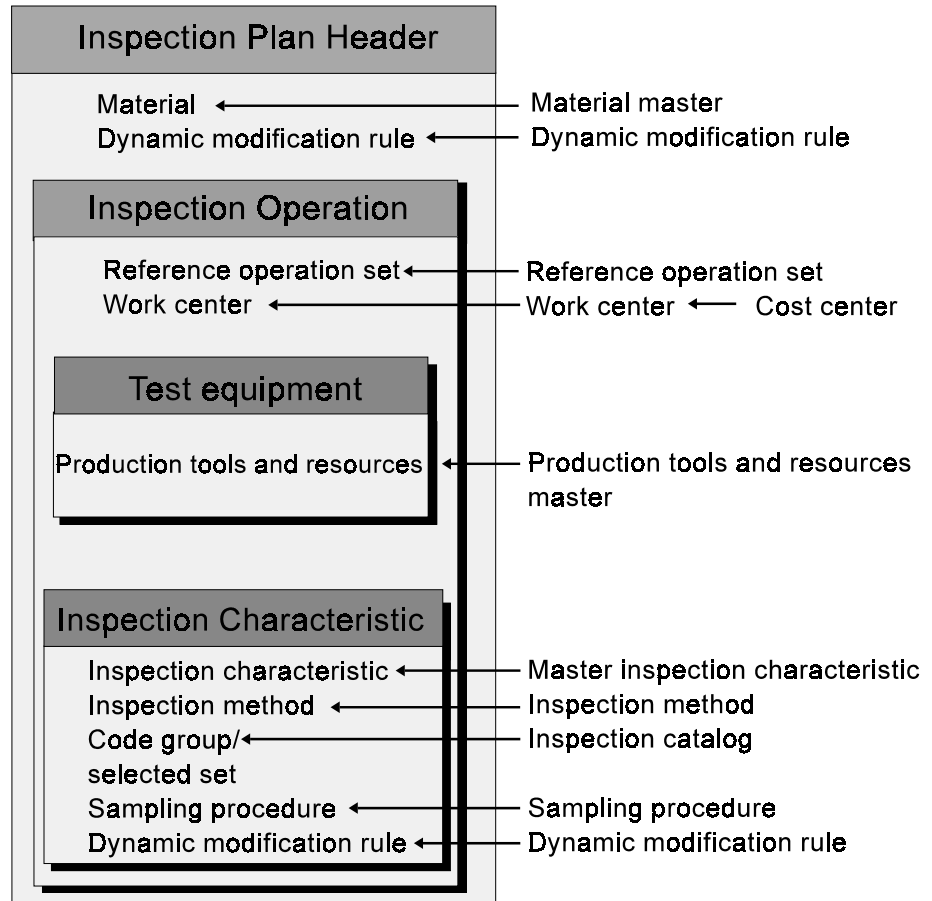 Inspection Plan Header
Material Material master
Dynamic modification rule Dynamic modification rule
Inspection Operation
Reference operation set Reference operation set
Work center Work center Cost center
Test equipment
Production tools and resources Production tools and resources
master
Inspection Characteristic
Inspection characteristic Master inspection characteristic
Inspection method Inspection method
Code group/ Inspection catalog
selected set
Sampling procedure Sampling procedure
Dynamic modification rule Dynamic modification rule